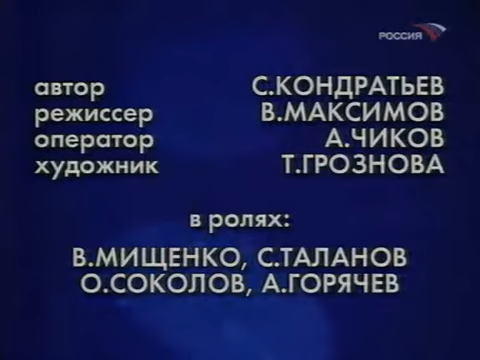 РОССИЯ
автор С.КОНДРАТЬЕВ
режиссер В.МАКСИМОВ
оператор А.ЧИКОВ
художник Т.ГРОЗНОВА
в ролях:
В.МИЩЕНКО, С.ТАЛАНОВ
О.СОКОЛОВ, А.ГОРЯЧЕВ